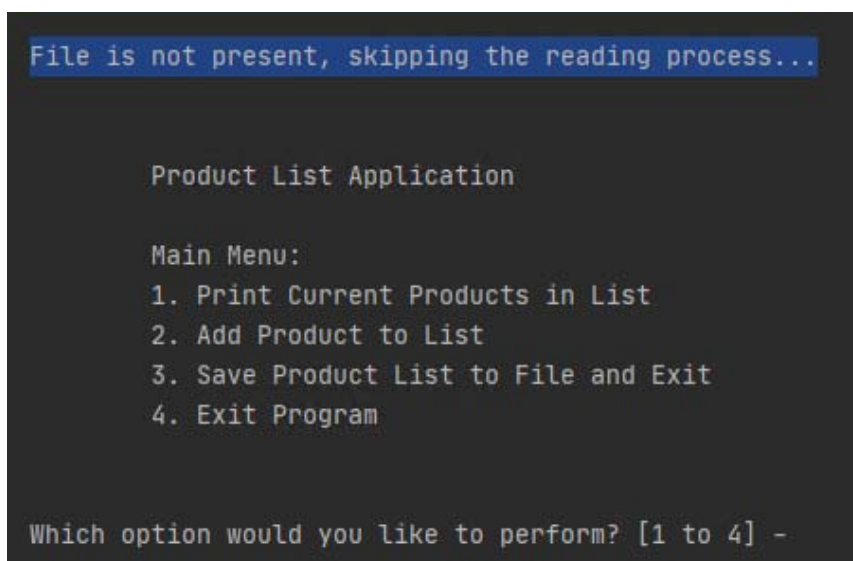 File is not present, skipping the reading process...
Product List Application
Main Menu:
1. Print Current Products in List
2. Add Product to List
3. Save Product List to File and Exit
4. Exit Program
Which option would you like to perform? [1 to 4] -